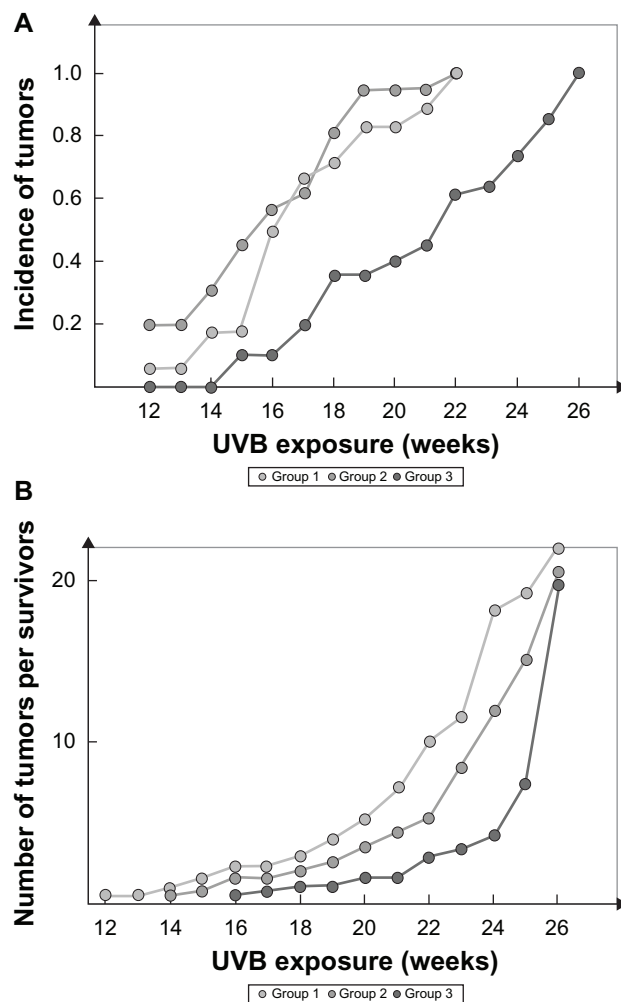 A
Incidence of tumors
1.0
0.8
0.6
0.4
0.2
12 14 16 18 20 22 24 26
UVB exposure (weeks)
Group 1 Group 2 Group 3
B
Number of tumors per survivors
20
10
12 14 16 18 20 22 24 26
UVB exposure (weeks)
Group 1 Group 2 Group 3